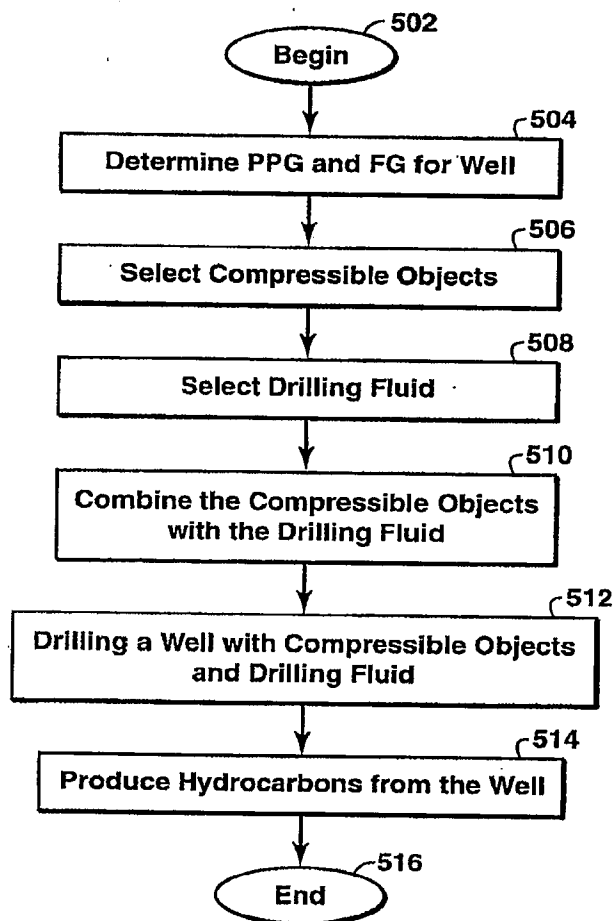 502
Begin
504
Determine PPG and FG for Well
506
Select Compressible Objects
508
Select Drilling Fluid
510
Combine the Compressible Objects
with the Drilling Fluid
512
Drilling a Well with Compressible Objects
and Drilling Fluid
514
Produce Hydrocarbons from the Well
516
End